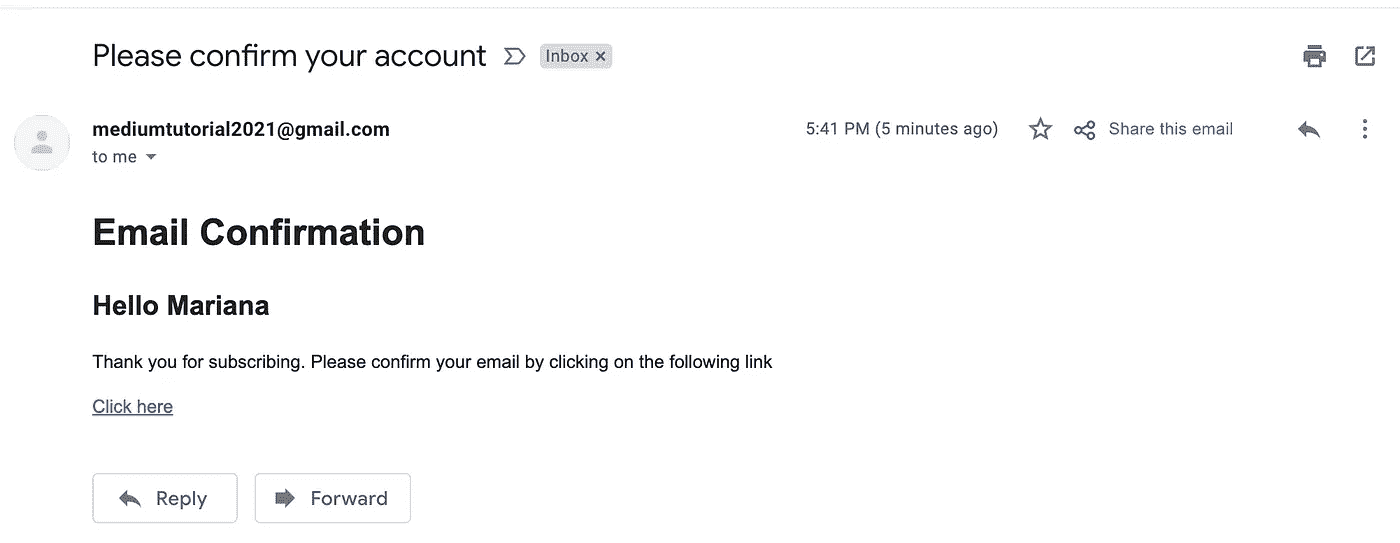 Please confirm your account Inbox ×
mediumtutorial2021@gmail.com 5:41 PM (5 minutes ago) Share this email
to me
Email Confirmation
Hello Mariana
Thank you for subscribing. Please confirm your email by clicking on the following link
Click here
Reply Forward